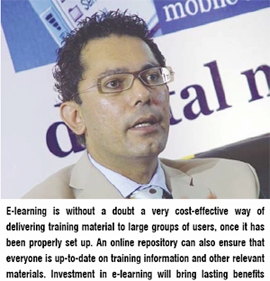 mobile
digital m
E-learning is without a doubt a very cost-effective way of
delivering training material to large groups of users, once it has
been properly set up. An online repository can also ensure that
everyone is up-to-date on training information and other relevant
materials. Investment in e-learning will bring lasting benefits